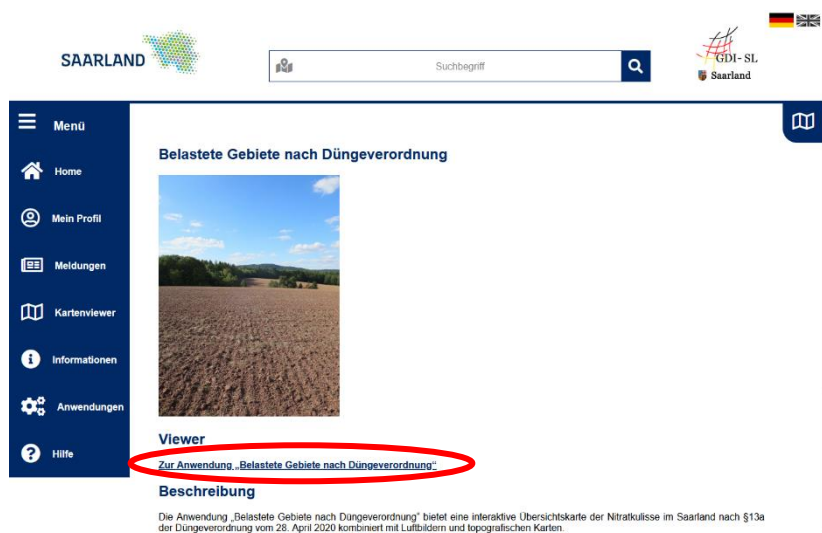 SAARLAND
Suchbegriff
GDI- SL
Saarland
Menü
Home
Mein Profil
Meldungen
Kartenviewer
Informationen
Anwendungen
Hilfe
Belastete Gebiete nach Düngeverordnung
Viewer
Zur Anwendung „Belastete Gebiete nach Düngeverordnung“
Beschreibung
Die Anwendung „Belastete Gebiete nach Düngeverordnung“ bietet eine interaktive Übersichtskarte der Nitratkulisse im Saarland nach §13a
der Düngeverordnung vom 28. April 2020 kombiniert mit Luftbildern und topografischen Karten.